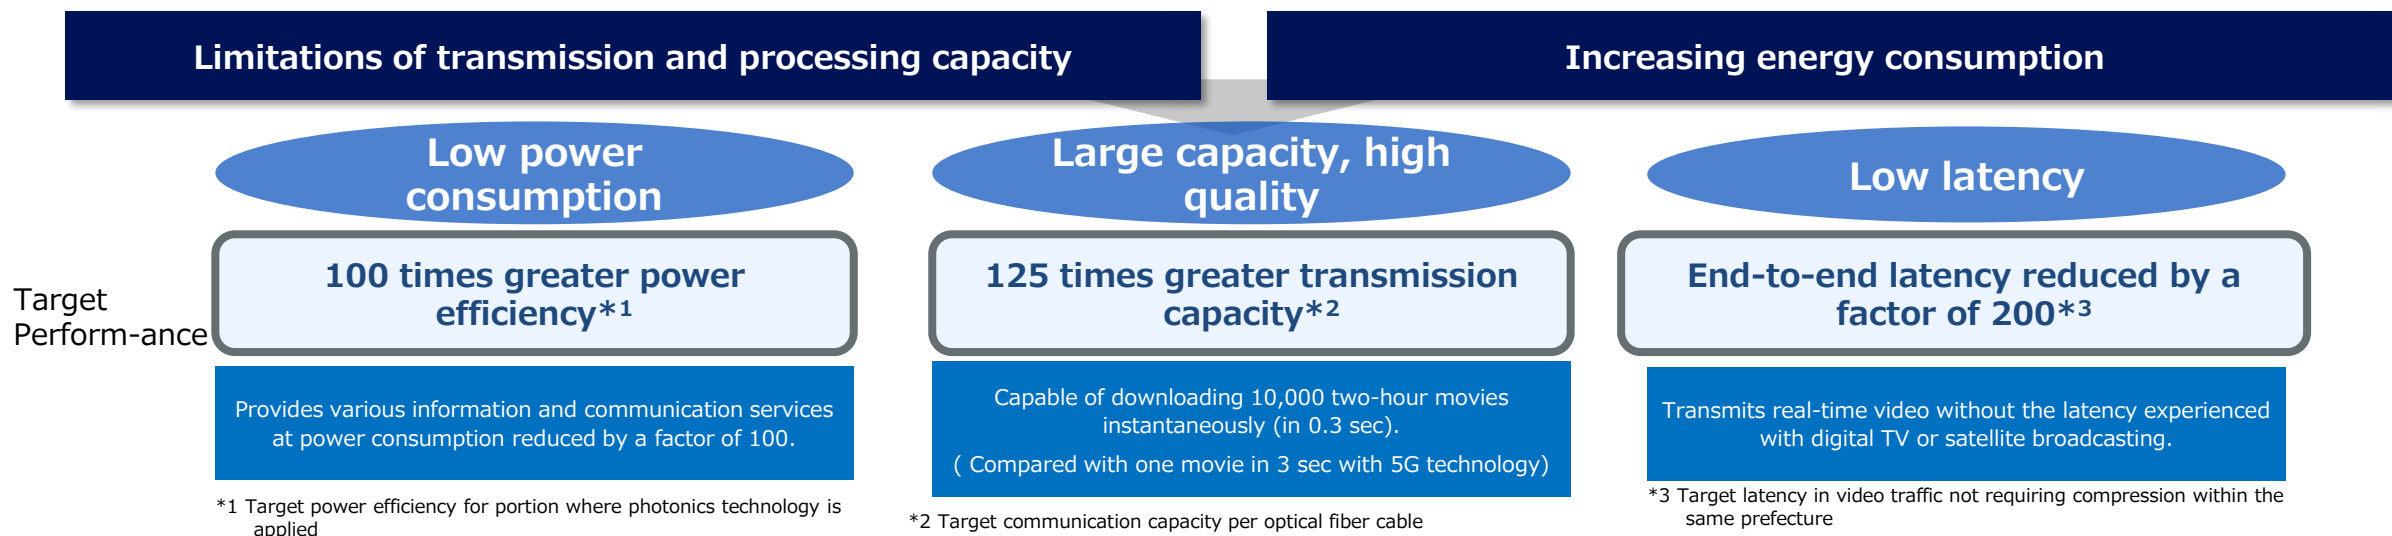 Limitations of transmission and processing capacity
Increasing energy consumption
Low power
consumption
Large capacity, high
quality
Low latency
Target
Perform-ance
100 times greater power
efficiency*1
125 times greater transmission
capacity*2
End-to-end latency reduced by a
factor of 200*3
Provides various information and communication services
at power consumption reduced by a factor of 100.
Capable of downloading 10,000 two-hour movies
instantaneously (in 0.3 sec).
( Compared with one movie in 3 sec with 5G technology)
Transmits real-time video without the latency experienced
with digital TV or satellite broadcasting.
*1 Target power efficiency for portion where photonics technology is
applied
*2 Target communication capacity per optical fiber cable
*3 Target latency in video traffic not requiring compression within the
same prefecture